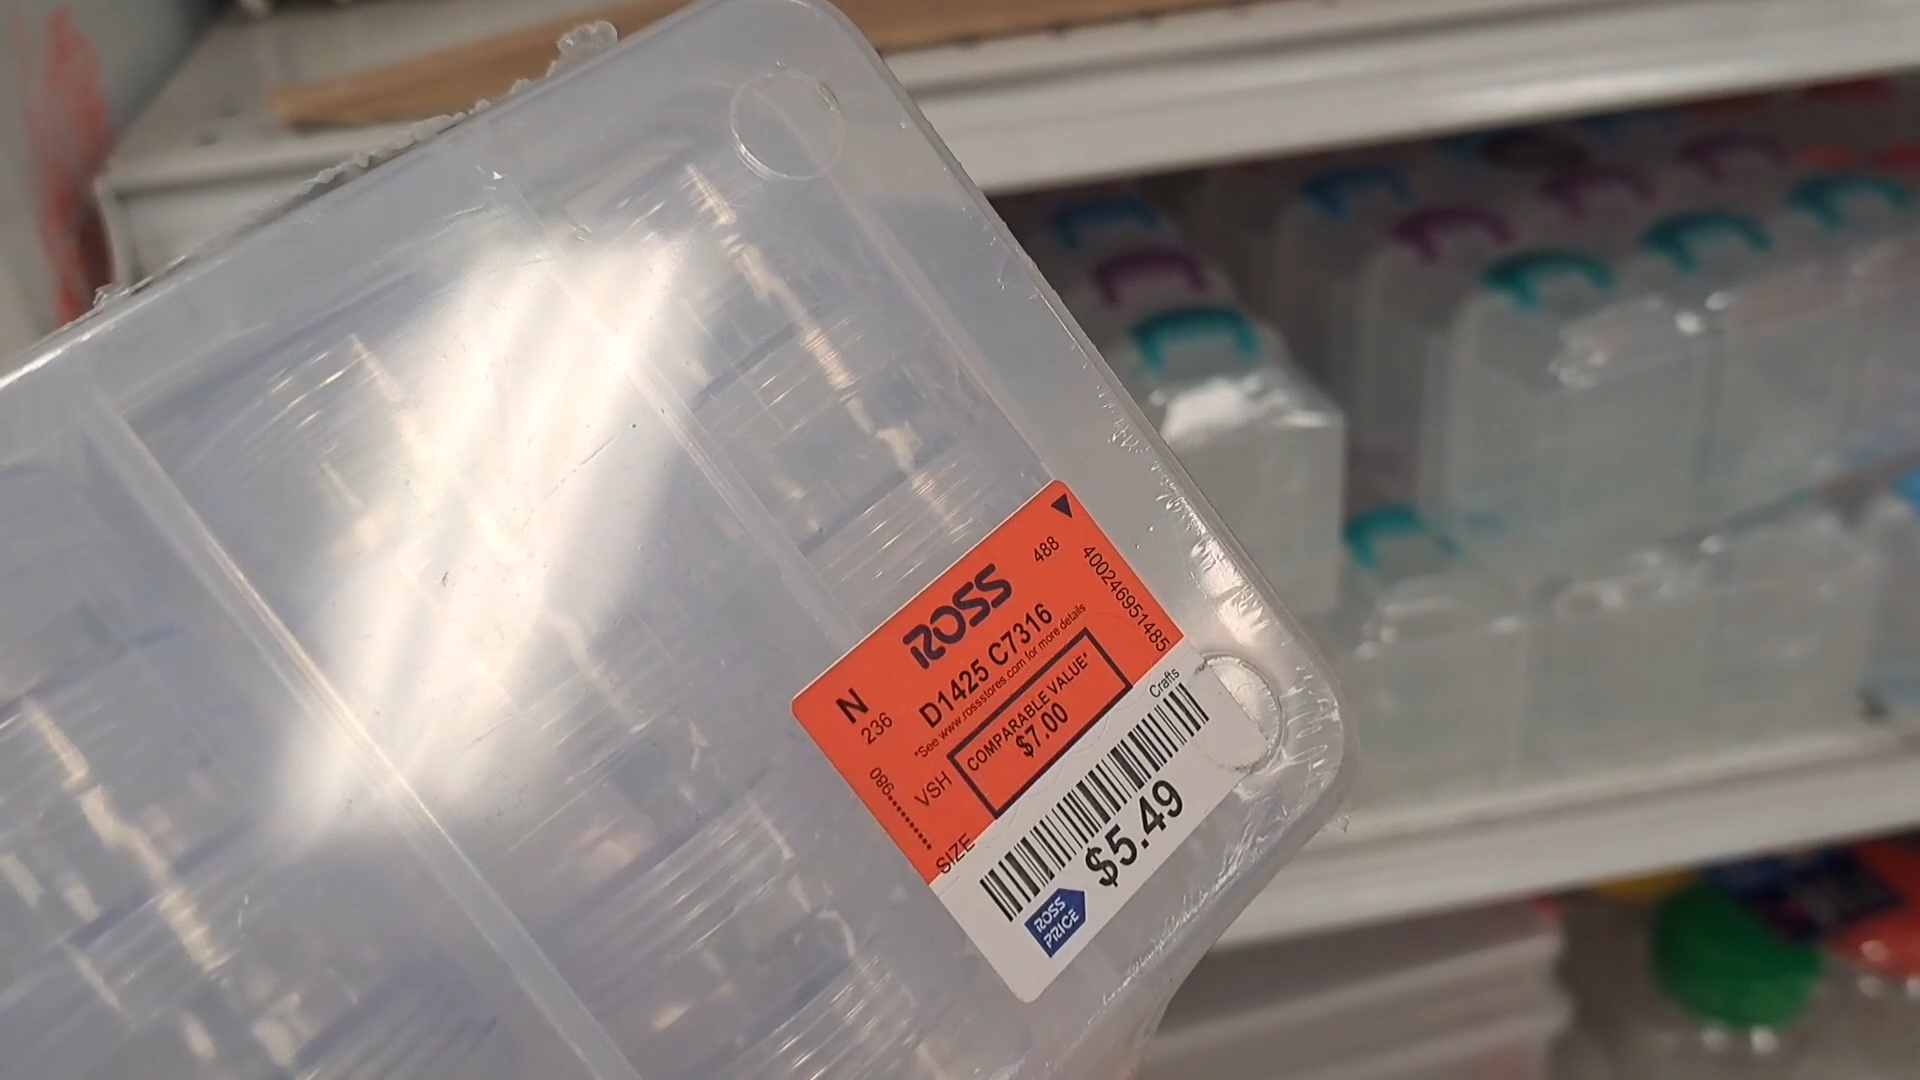 488
ROSS
400246951485
N
D1425 C7316
236
*See www.rossstores.com for more details
COMPARABLE VALUE*
$7.00
VSH
086
SIZE
Crafts
$5.49
ROSS
PRICE